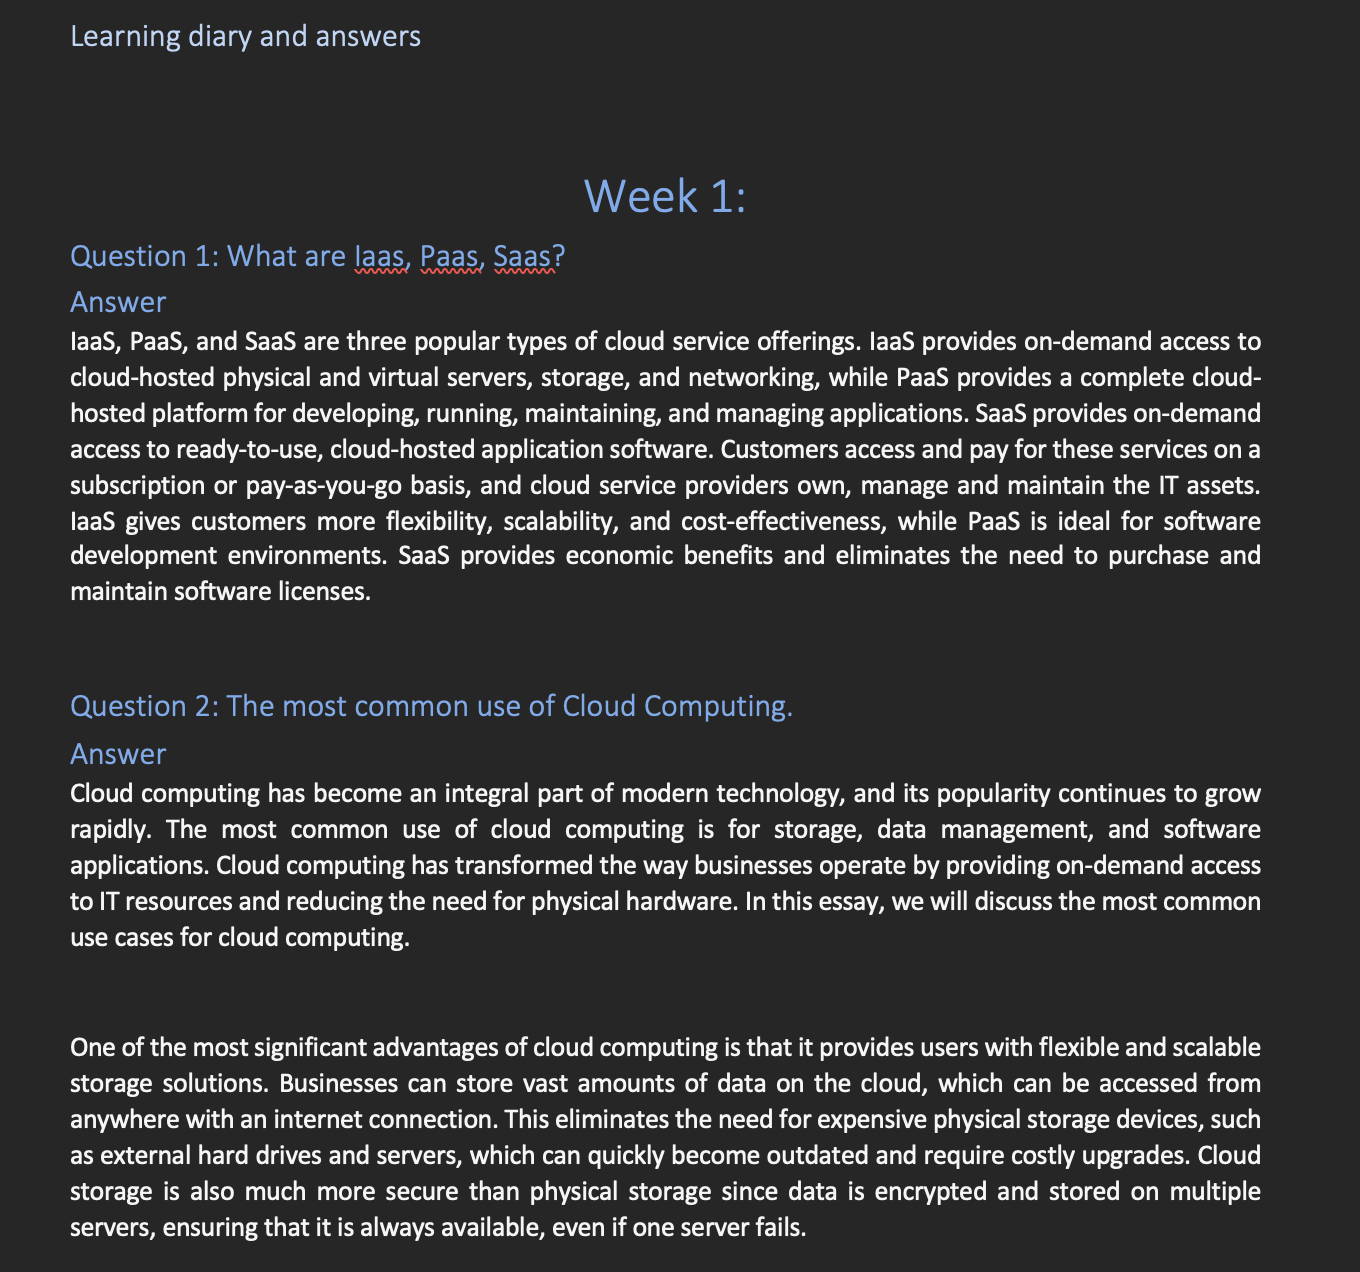 Learning diary and answers
Week 1:
Question 1: What are Iaas, Paas, Saas?
Answer
IaaS, PaaS, and SaaS are three popular types of cloud service offerings. IaaS provides on-demand access to
cloud-hosted physical and virtual servers, storage, and networking, while PaaS provides a complete cloud-
hosted platform for developing, running, maintaining, and managing applications. SaaS provides on-demand
access to ready-to-use, cloud-hosted application software. Customers access and pay for these services on a
subscription or pay-as-you-go basis, and cloud service providers own, manage and maintain the IT assets.
IaaS gives customers more flexibility, scalability, and cost-effectiveness, while PaaS is ideal for software
development environments. SaaS provides economic benefits and eliminates the need to purchase and
maintain software licenses.
Question 2: The most common use of Cloud Computing.
Answer
Cloud computing has become an integral part of modern technology, and its popularity continues to grow
rapidly. The most common use of cloud computing is for storage, data management, and software
applications. Cloud computing has transformed the way businesses operate by providing on-demand access
to IT resources and reducing the need for physical hardware. In this essay, we will discuss the most common
use cases for cloud computing.
One of the most significant advantages of cloud computing is that it provides users with flexible and scalable
storage solutions. Businesses can store vast amounts of data on the cloud, which can be accessed from
anywhere with an internet connection. This eliminates the need for expensive physical storage devices, such
as external hard drives and servers, which can quickly become outdated and require costly upgrades. Cloud
storage is also much more secure than physical storage since data is encrypted and stored on multiple
servers, ensuring that it is always available, even if one server fails.